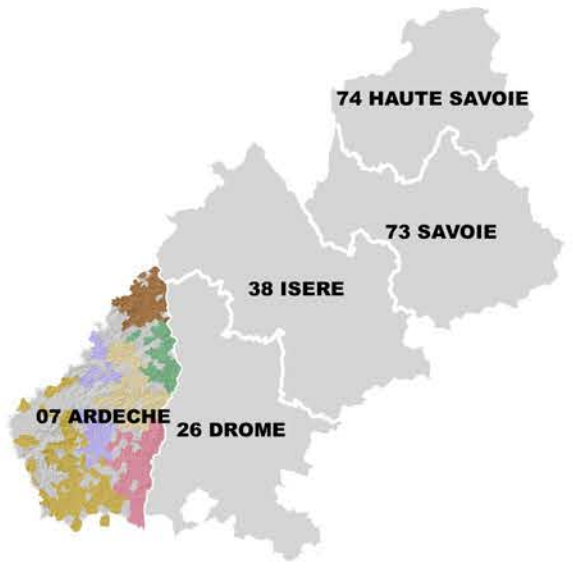 74 HAUTE SAVOIE
73 SAVOIE
38 ISERE
07 ARDECHE
26 DROME